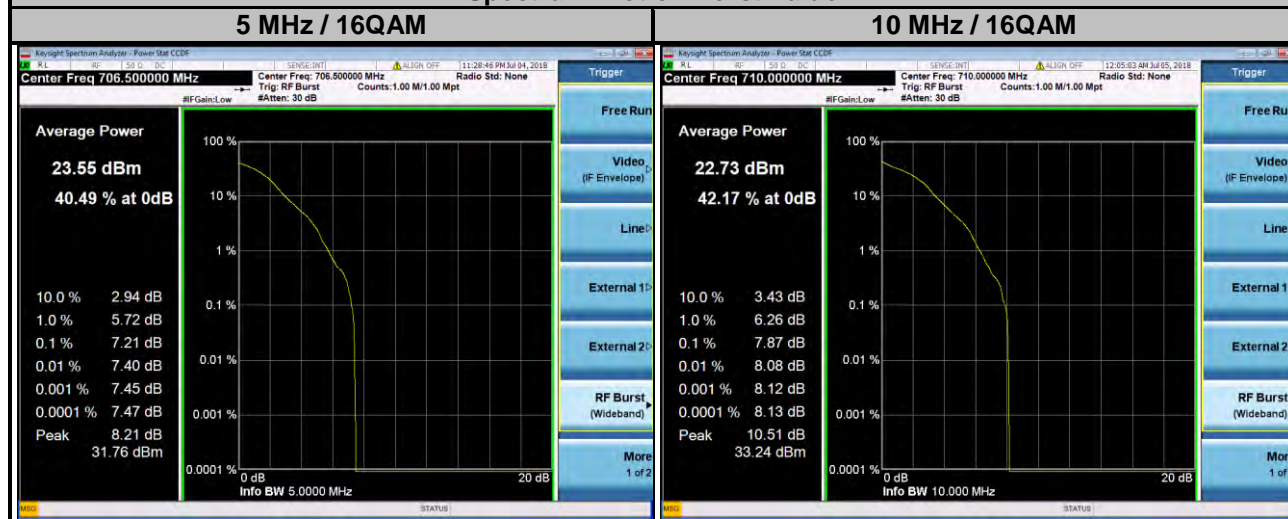 5 MHz / 16QAM
10 MHz / 16QAM
Keysight Spectrum Analyzer - Power Stat CCDF
RL RF 50 Ω DC SENSE:INT ALIGN OFF 11:28:46 PM Jul 04, 2018
Center Freq 706.500000 MHz
Center Freq: 706.500000 MHz Radio Std: None
Trig: RF Burst Counts:1.00 M/1.00 Mpt
#IFGain:Low #Atten: 30 dB
Average Power
23.55 dBm
40.49 % at 0dB
10.0 % 2.94 dB
1.0 % 5.72 dB
0.1 % 7.21 dB
0.01 % 7.40 dB
0.001 % 7.45 dB
0.0001 % 7.47 dB
Peak 8.21 dB
31.76 dBm
100 %
10 %
1 %
0.1 %
0.01 %
0.001 %
0.0001 %
0 dB 20 dB
Info BW 5.0000 MHz
Trigger
Free Run
Video
(IF Envelope)
Line
External 1
External 2
RF Burst
(Wideband)
More
1 of 2
MSG STATUS
Keysight Spectrum Analyzer - Power Stat CCDF
RL RF 50 Ω DC SENSE:INT ALIGN OFF 12:05:03 AM Jul 05, 2018
Center Freq 710.000000 MHz
Center Freq: 710.000000 MHz Radio Std: None
Trig: RF Burst Counts:1.00 M/1.00 Mpt
#IFGain:Low #Atten: 30 dB
Average Power
22.73 dBm
42.17 % at 0dB
10.0 % 3.43 dB
1.0 % 6.26 dB
0.1 % 7.87 dB
0.01 % 8.08 dB
0.001 % 8.12 dB
0.0001 % 8.13 dB
Peak 10.51 dB
33.24 dBm
100 %
10 %
1 %
0.1 %
0.01 %
0.001 %
0.0001 %
0 dB 20 dB
Info BW 10.000 MHz
Trigger
Free Ru
Video
(IF Envelope)
Line
External 1
External 2
RF Burst
(Wideband)
Mor
1 of
MSG STATUS